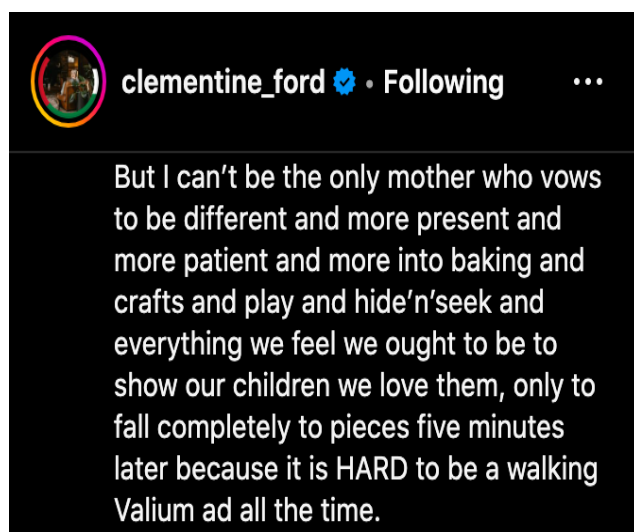 clementine_ford • Following
But I can’t be the only mother who vows
to be different and more present and
more patient and more into baking and
crafts and play and hide’n’seek and
everything we feel we ought to be to
show our children we love them, only to
fall completely to pieces five minutes
later because it is HARD to be a walking
Valium ad all the time.